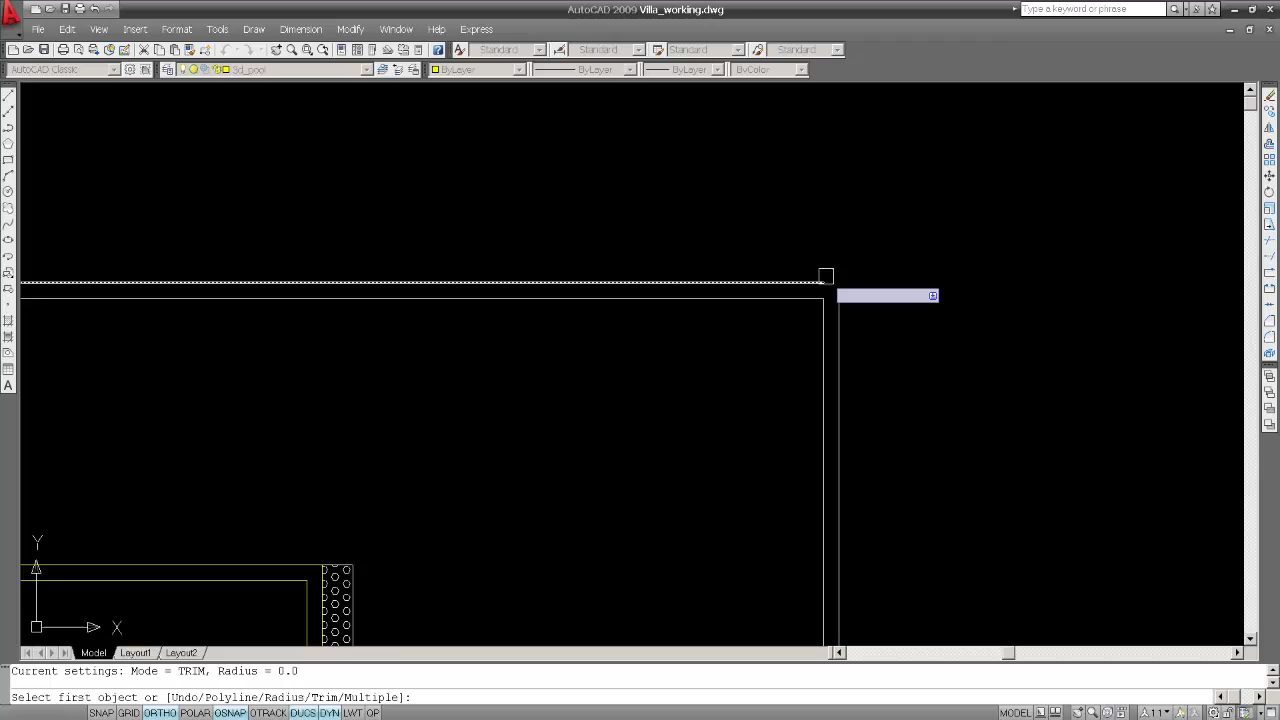 AutoCAD 2009 Villa_working.dwg
Type a keyword or phrase
File Edit View Insert Format Tools Draw Dimension Modify Window Help Express
Standard Standard Standard Standard
AutoCAD Classic 3d_pool ByLayer ByLayer ByLayer ByColor
Y
X
Model Layout1 Layout2
Current settings: Mode = TRIM, Radius = 0.0
Select first object or [Undo/Polyline/Radius/Trim/Multiple]:
SNAP GRID ORTHO POLAR OSNAP OTRACK DUCS DYN LWT QP MODEL 1:1